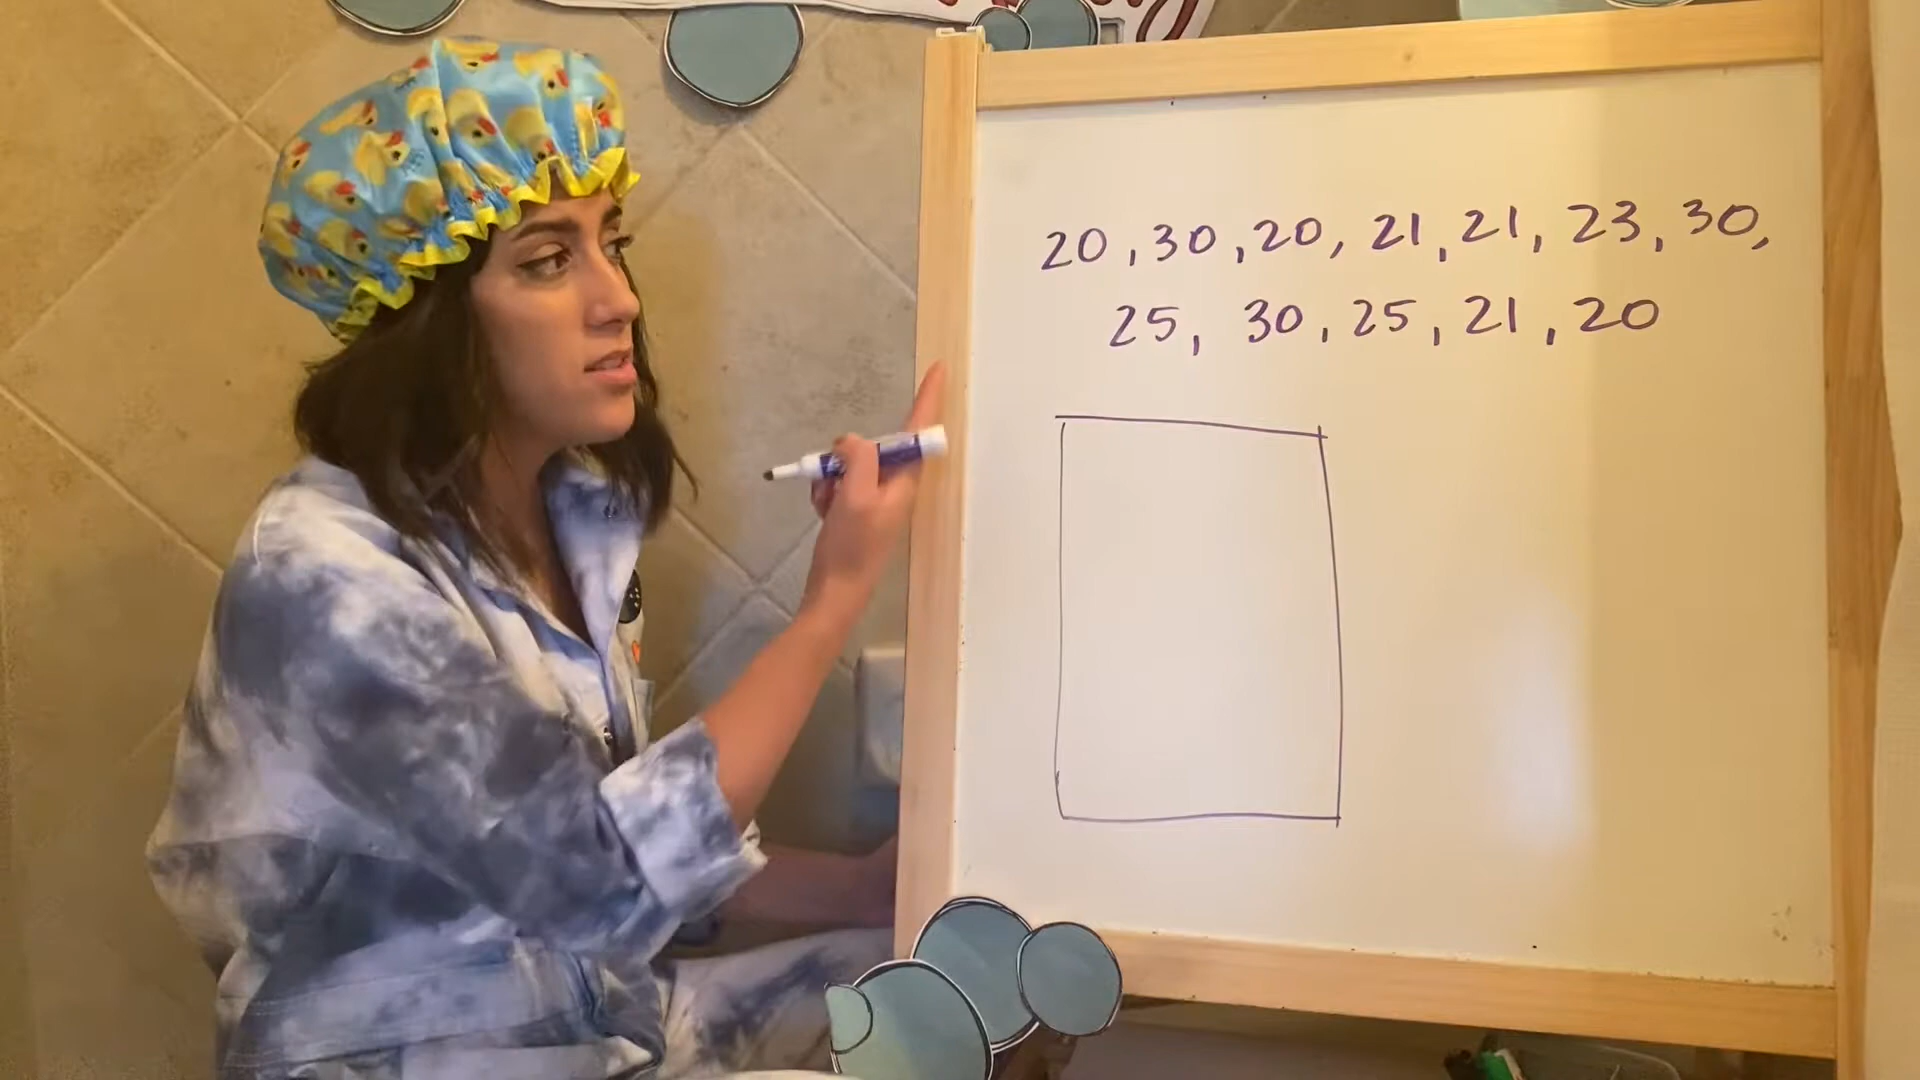 20, 30, 20, 21, 21, 23, 30,
25, 30, 25, 21, 20